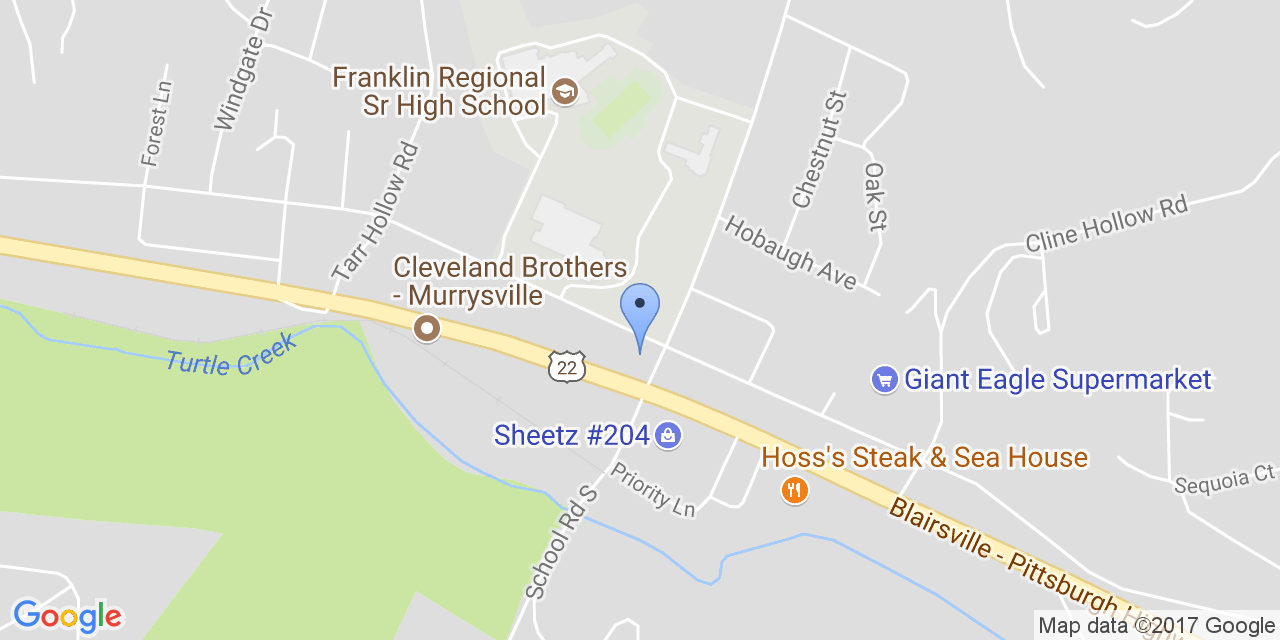 Windgate Dr
Forest Ln
Franklin Regional
Sr High School
Chestnut St
Oak St
Tarr Hollow Rd
Cline Hollow Rd
Hobaugh Ave
Cleveland Brothers
- Murrysville
Turtle Creek
22
Giant Eagle Supermarket
Sheetz #204
Hoss's Steak & Sea House
Priority Ln
Sequoia Ct
School Rd S
Blairsville - Pittsburgh
Google
Map data ©2017 Google